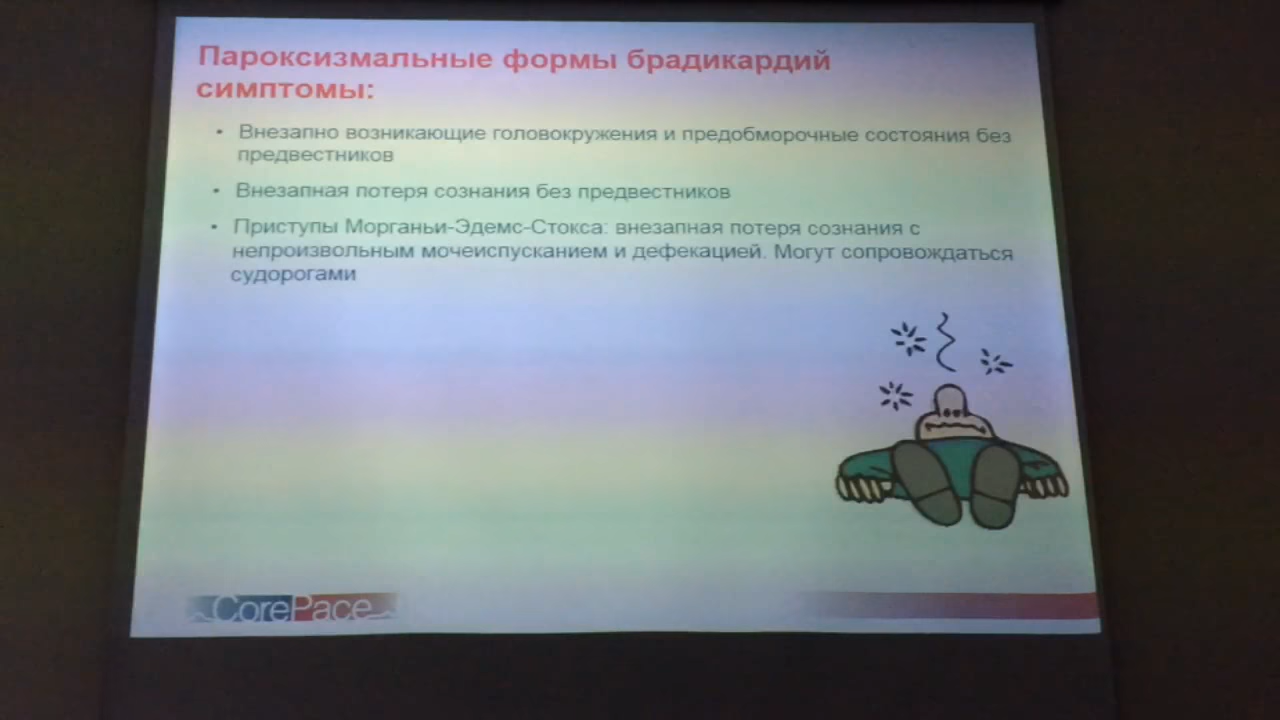 Пароксизмальные формы брадикардий
симптомы:
• Внезапно возникающие головокружения и предобморочные состояния без
предвестников
• Внезапная потеря сознания без предвестников
• Приступы Морганьи-Эдемс-Стокса: внезапная потеря сознания с
непроизвольным мочеиспусканием и дефекацией. Могут сопровождаться
судорогами
CorePace